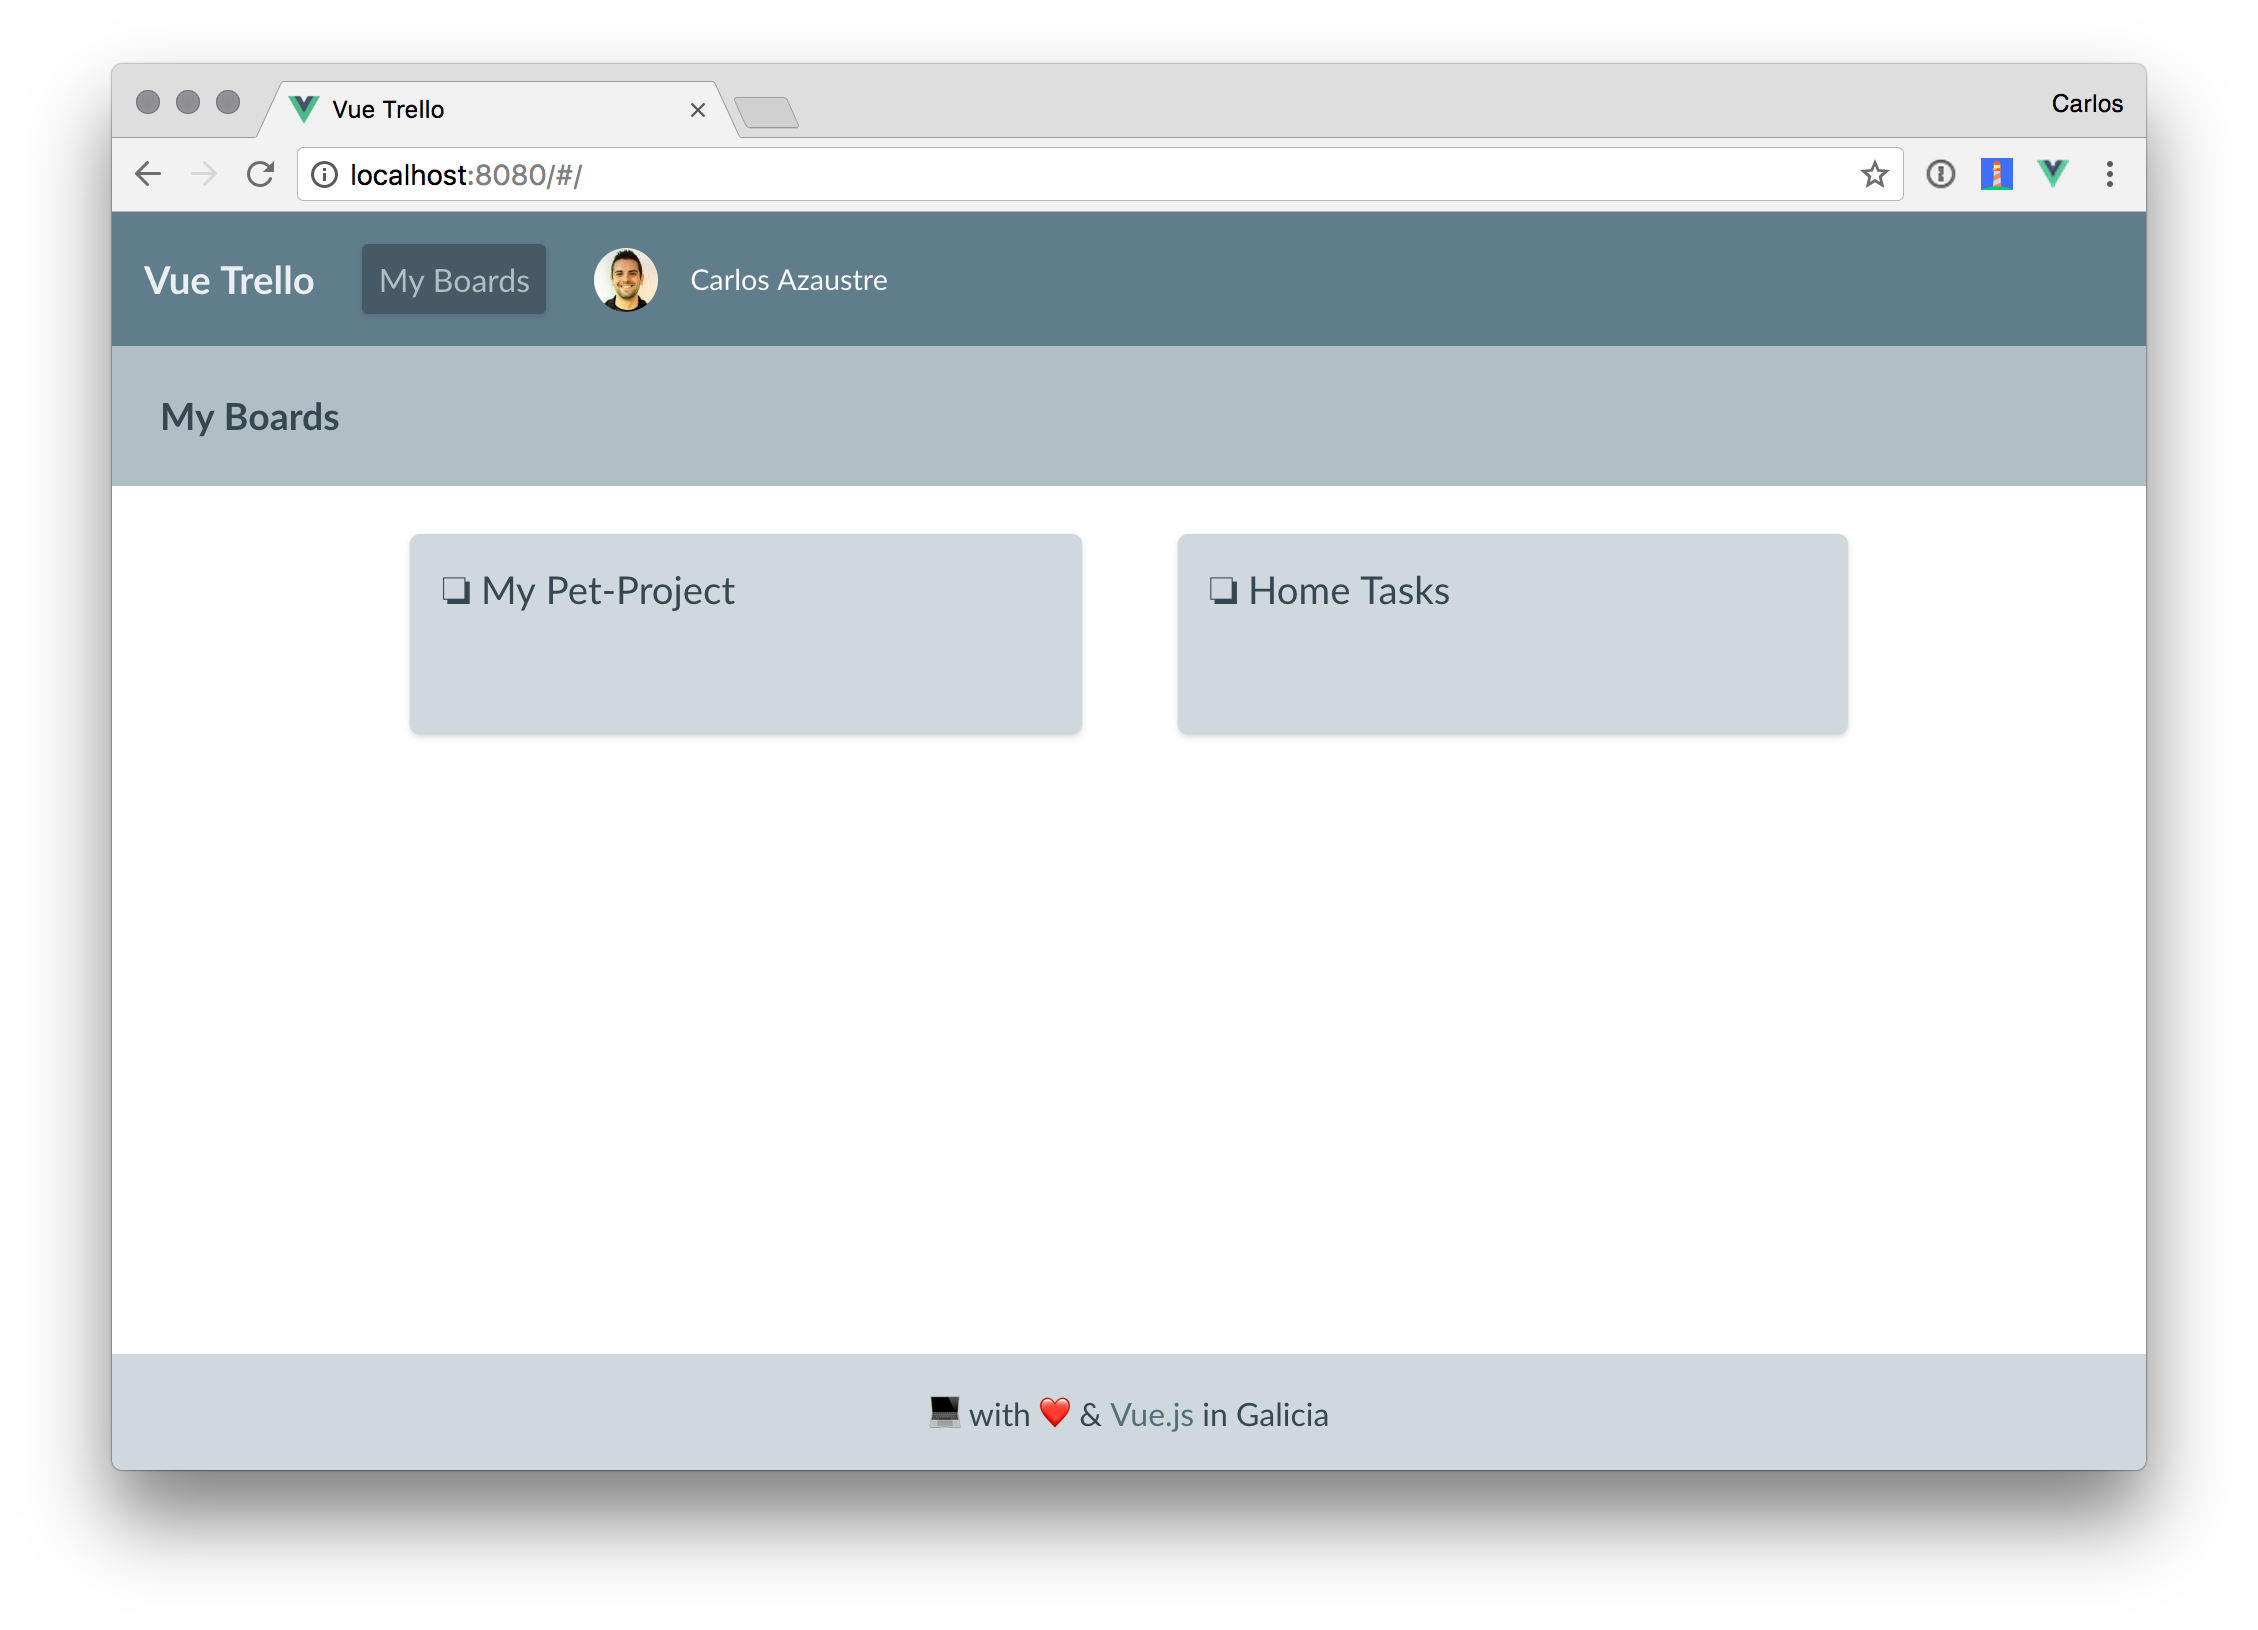 Vue Trello
Carlos
localhost:8080/#/
Vue Trello My Boards Carlos Azaustre
My Boards
❏ My Pet-Project
❏ Home Tasks
💻 with ❤️ & Vue.js in Galicia